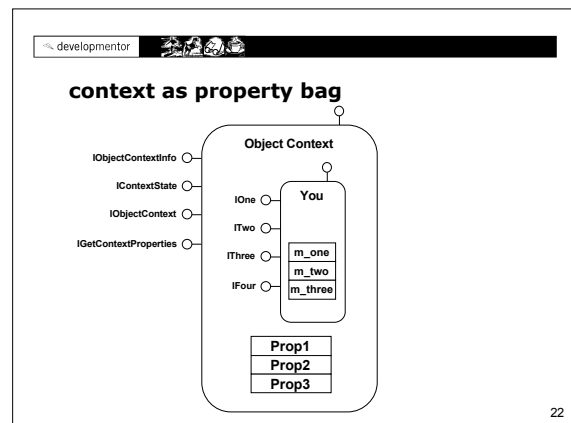 developmentor
context as property bag
Object Context
IObjectContextInfo
IContextState
IObjectContext
IGetContextProperties
You
IOne
ITwo
IThree
IFour
m_one
m_two
m_three
Prop1
Prop2
Prop3
22